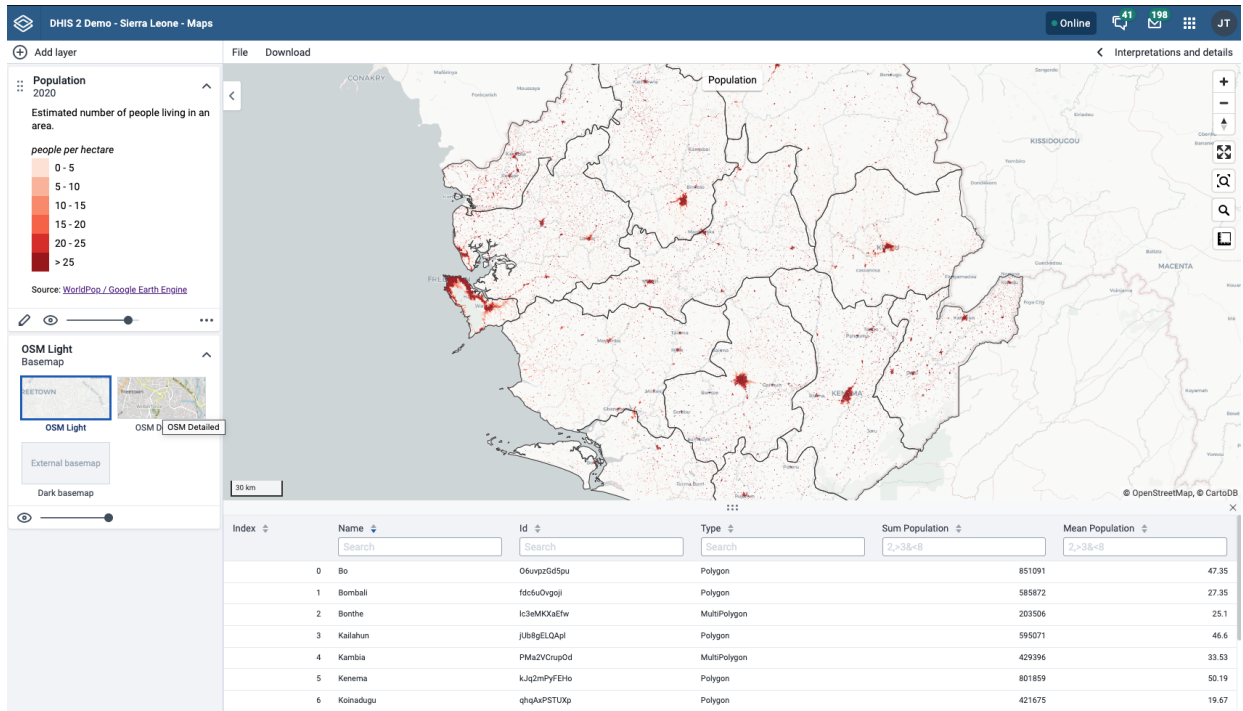 DHIS 2 Demo - Sierra Leone - Maps
Online
41
198
JT
Add layer
File Download
Interpretations and details
Population
2020
Estimated number of people living in an
area.
people per hectare
0 - 5
5 - 10
10 - 15
15 - 20
20 - 25
> 25
Source: WorldPop / Google Earth Engine
OSM Light
Basemap
REETOWN
Freetown
OSM Light
OSM D
OSM Detailed
External basemap
Dark basemap
Population
CONAKRY
KISSIDOUGOU
MACENTA
30 km
© OpenStreetMap, © CartoDB
Index Name Id Type Sum Population Mean Population
Search Search Search 2,>3&<8 2,>3&<8
0 Bo O6uvpzGd5pu Polygon 851091 47.35
1 Bombali fdc6uOvgoji Polygon 585872 27.35
2 Bonthe lc3eMKXaEfw MultiPolygon 203506 25.1
3 Kailahun jUb8gELQApl Polygon 595071 46.6
4 Kambia PMa2VCrupOd MultiPolygon 429396 33.53
5 Kenema kJq2mPyFEHo Polygon 801859 50.19
6 Koinadugu qhqAxPSTUXp Polygon 421675 19.67